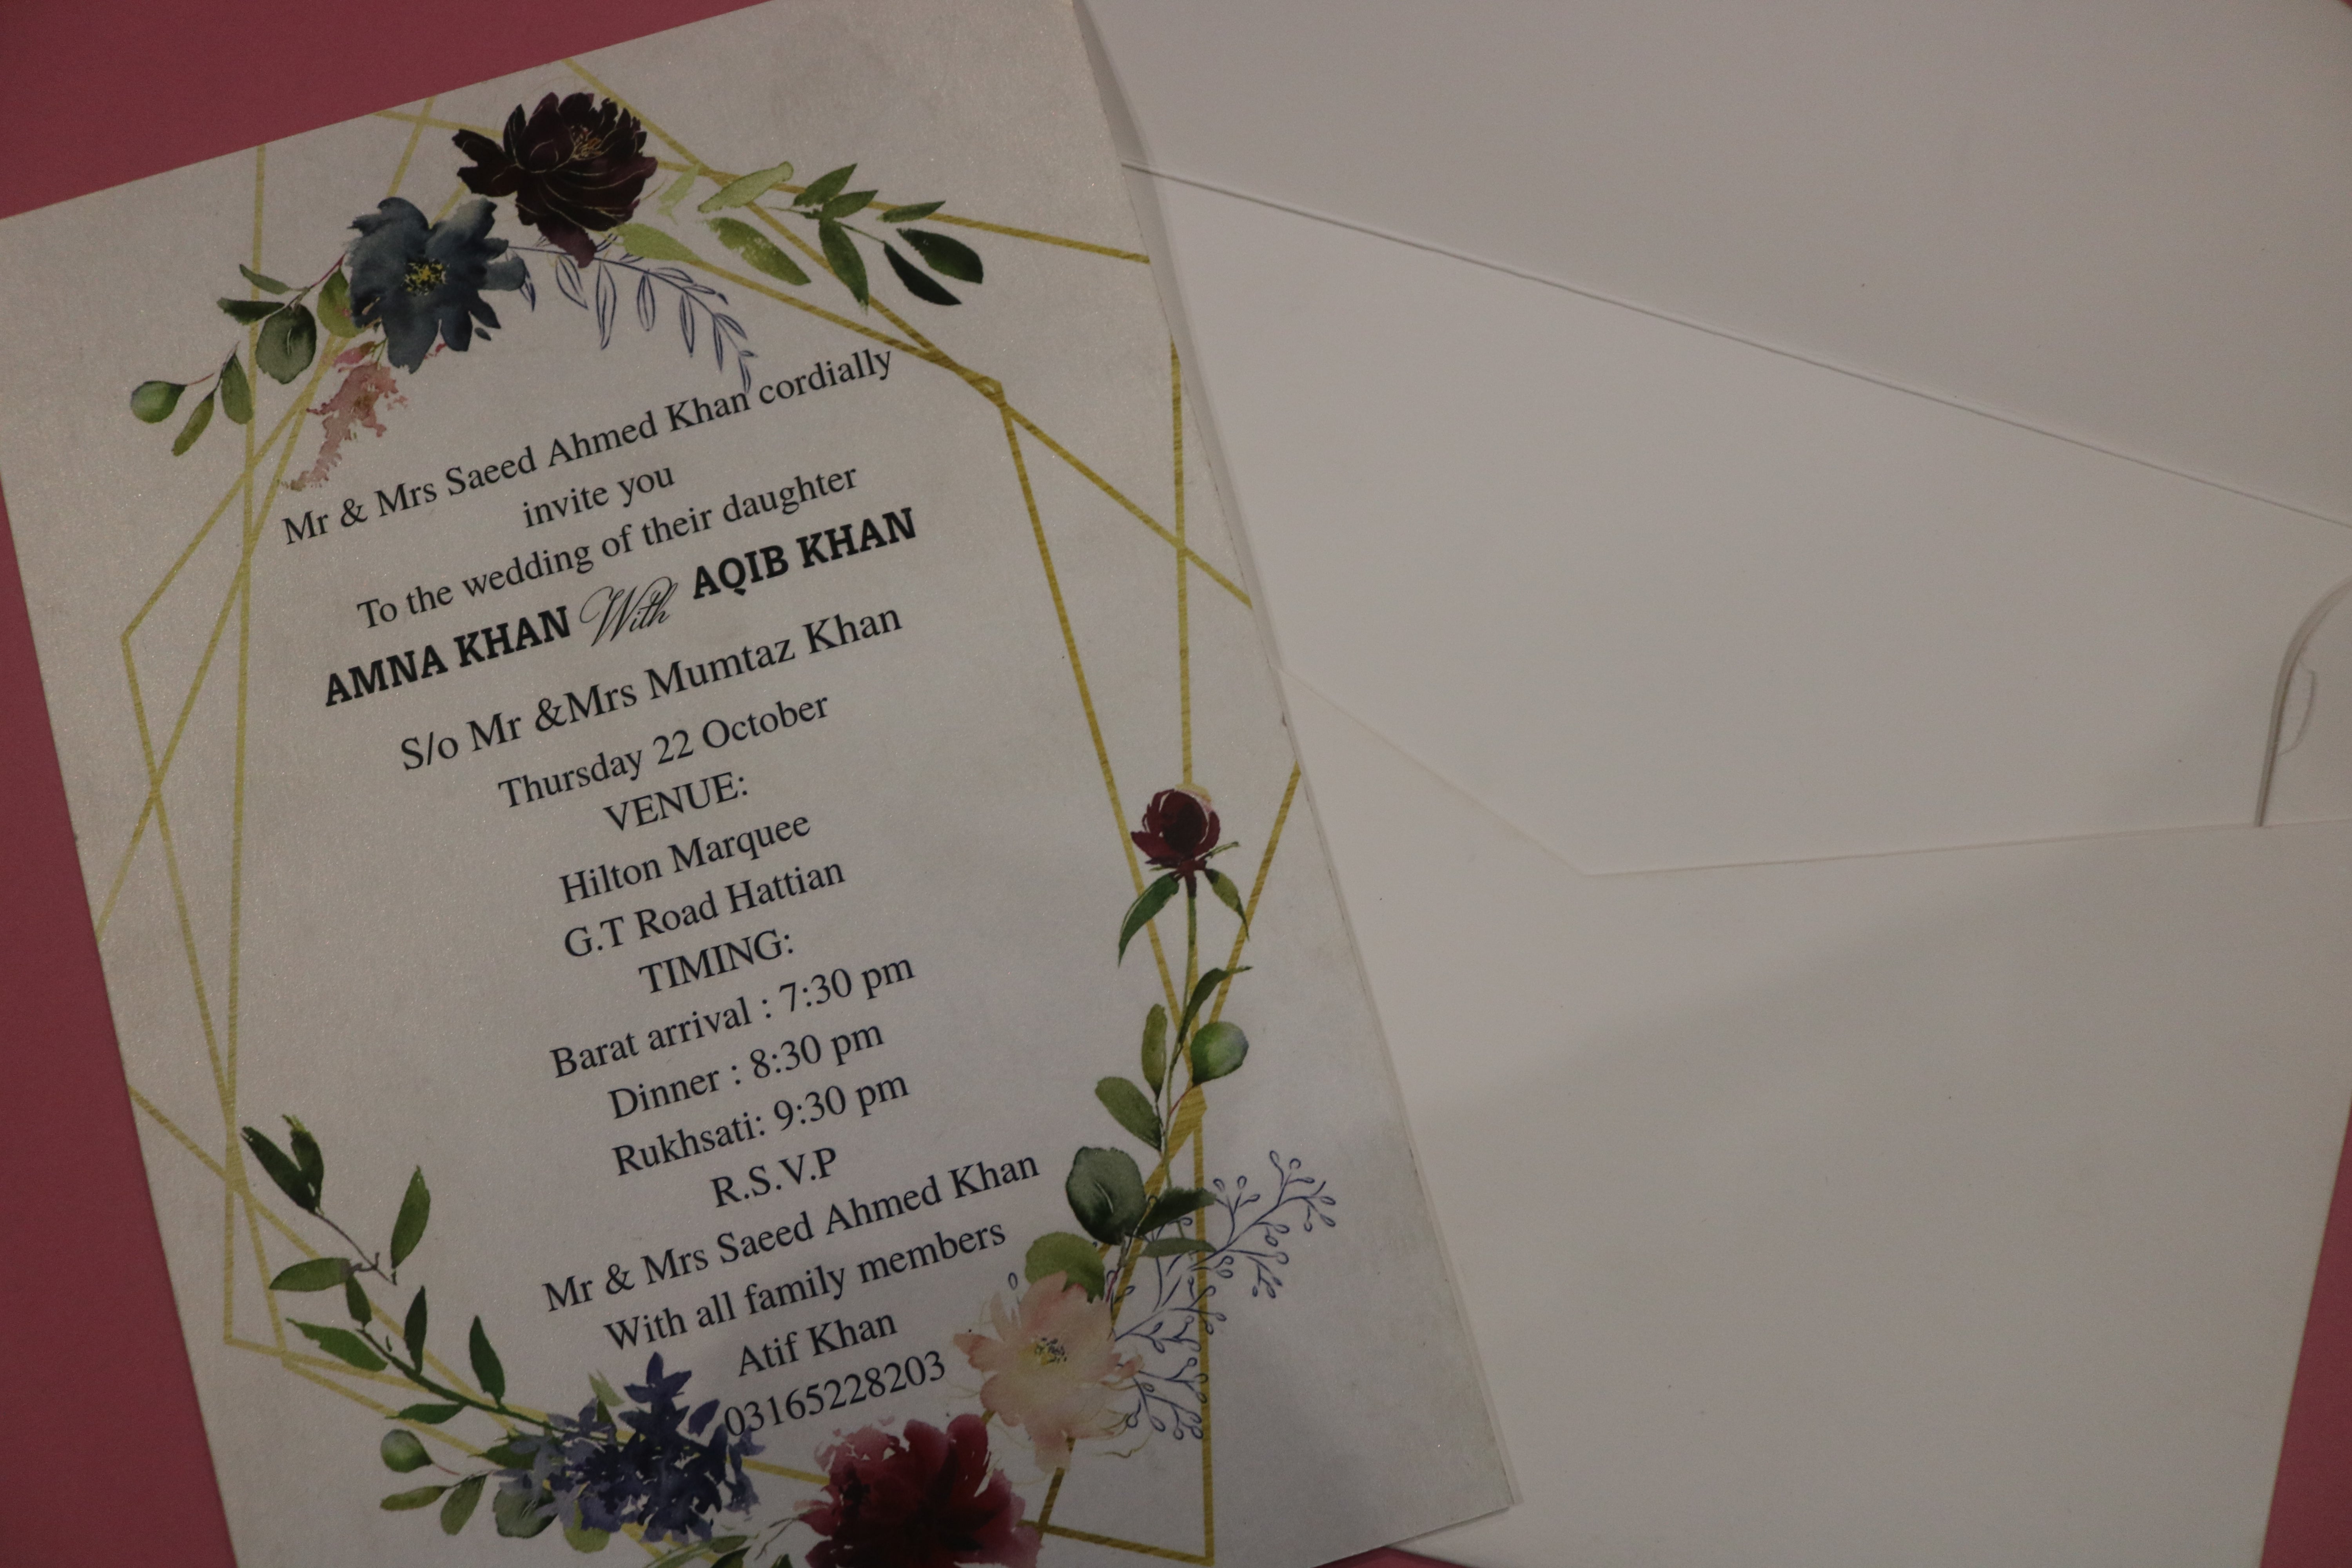 Mr & Mrs Saeed Ahmed Khan cordially
invite you
To the wedding of their daughter
AMNA KHAN With AQIB KHAN
S/o Mr &Mrs Mumtaz Khan
Thursday 22 October
VENUE:
Hilton Marquee
G.T Road Hattian
TIMING:
Barat arrival : 7:30 pm
Dinner : 8:30 pm
Rukhsati: 9:30 pm
R.S.V.P
Mr & Mrs Saeed Ahmed Khan
With all family members
Atif Khan
03165228203